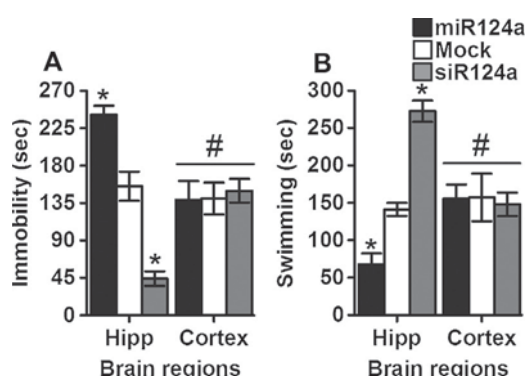 miR124a
Mock
siR124a
A
Immobility (sec)
270
225
180
135
90
45
0
*
*
#
Hipp Cortex
Brain regions
B
Swimming (sec)
300
250
200
150
100
50
0
*
*
#
Hipp Cortex
Brain regions